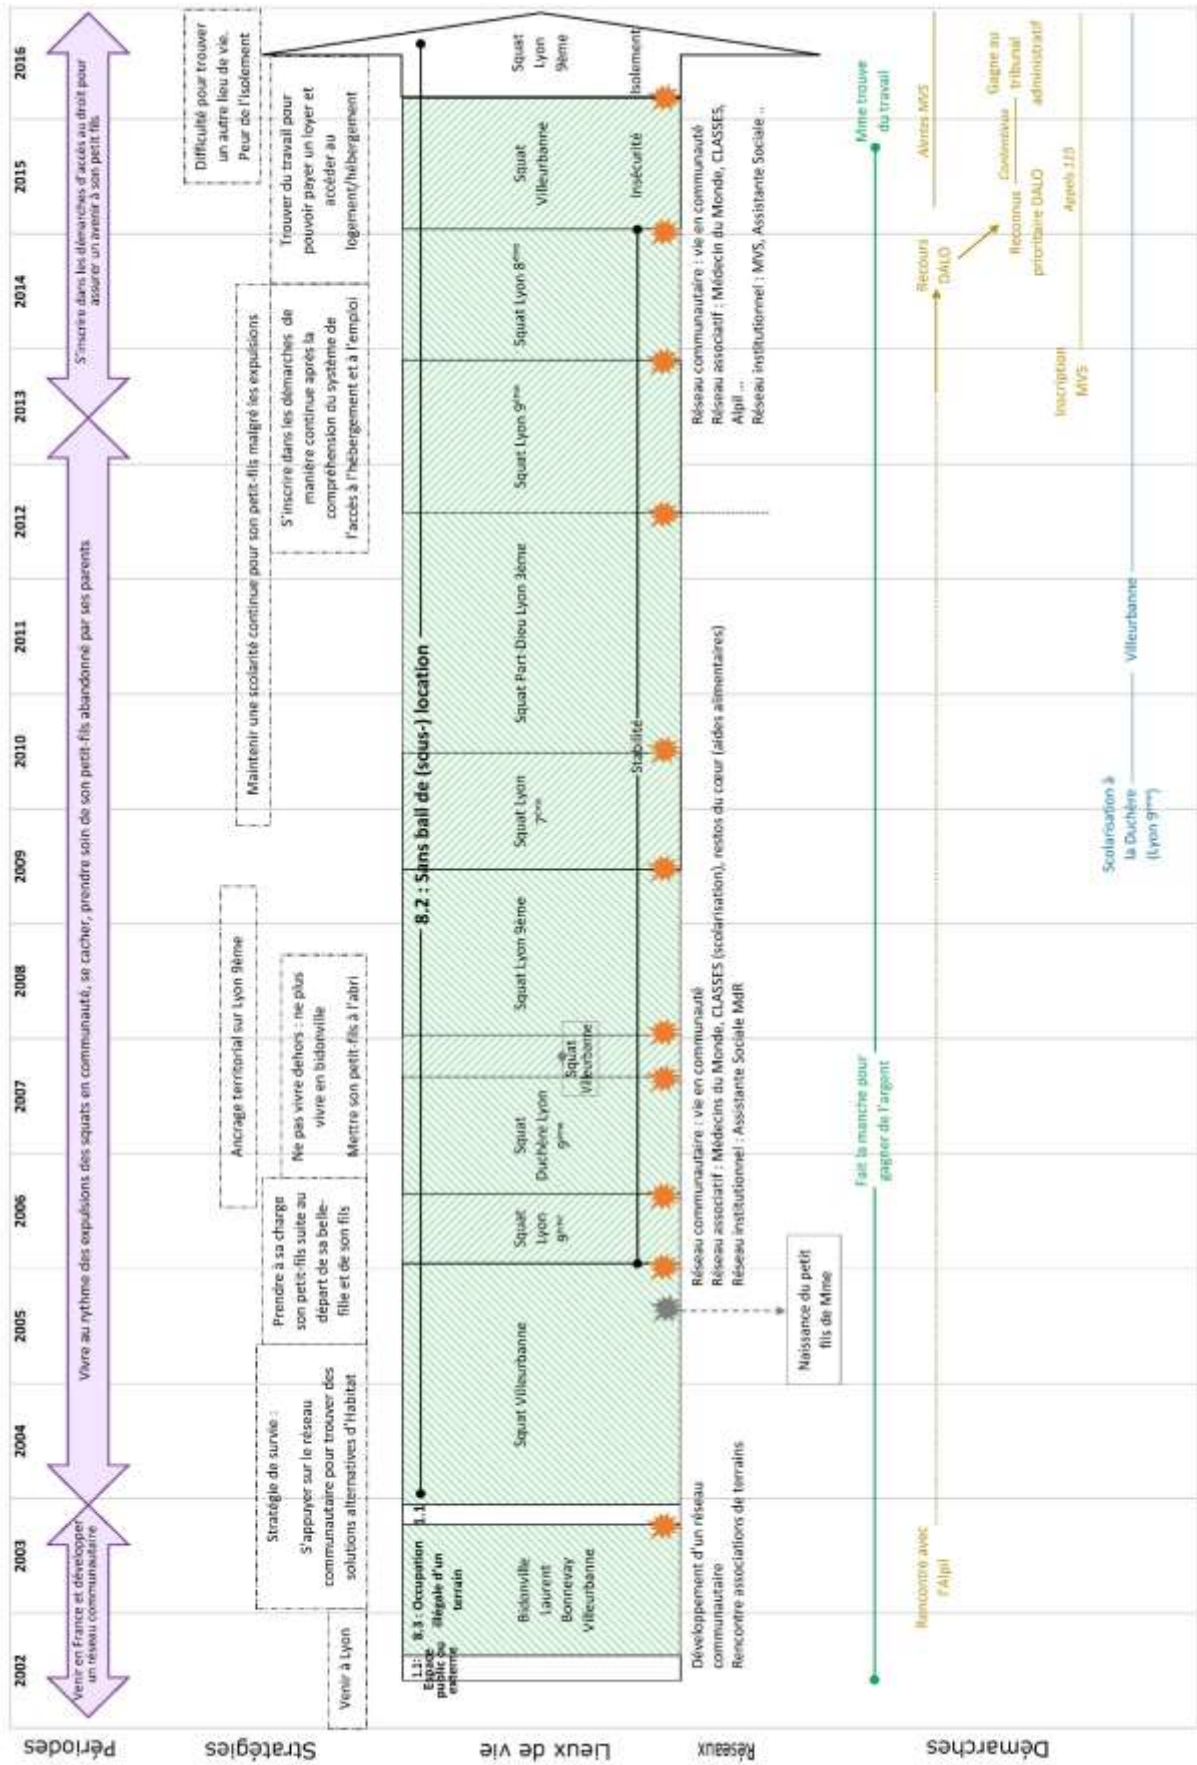 2002 2003 2004 2005 2006 2007 2008 2009 2010 2011 2012 2013 2014 2015 2016
Périodes
Venir en France et développer
un réseau communautaire
Vivre au rythme des expulsions des squats en communauté, se cacher, prendre soin de son petit-fils abandonné par ses parents
S'inscrire dans les démarches d'accès au droit pour
assurer un avenir à son petit fils
Stratégies
Venir à Lyon
Stratégie de survie :
S'appuyer sur le réseau
communautaire pour trouver des
solutions alternatives d'Habitat
Prendre à sa charge
son petit-fils suite au
départ de sa belle-
fille et de son fils
Ancrage territorial sur Lyon 9ème
Ne pas vivre dehors : ne plus
vivre en bidonville
Mettre son petit-fils à l'abri
Maintenir une scolarité continue pour son petit-fils malgré les expulsions
S'inscrire dans les démarches de
manière continue après la
compréhension du système de
l'accès à l'hébergement et à l'emploi
Difficulté pour trouver
un autre lieu de vie.
Peur de l'isolement
Trouver du travail pour
pouvoir payer un loyer et
accéder au
logement/hébergement
Lieux de vie
1.1:
Espace
public ou
externe
8.3 : Occupation
illégale d'un
terrain
1.1
8.2 : Sans bail de (sous-) location
Bidonville
Laurent
Bonnevay
Villeurbanne
Squat Villeurbanne
Squat
Lyon
9ème
Squat
Duchère Lyon
9ème
Squat
Villeurbanne
Squat Lyon 9ème
Squat Lyon
7ème
Squat Part-Dieu Lyon 3ème
Squat Lyon 9ème
Squat Lyon 8ème
Squat
Villeurbanne
Squat
Lyon
9ème
Stabilité
Insécurité
Isolement
Réseaux
Développement d'un réseau
communautaire
Rencontre associations de terrains
Réseau communautaire : vie en communauté
Réseau associatif : Médecins du Monde, CLASSES (scolarisation), restos du cœur (aides alimentaires)
Réseau institutionnel : Assistante Sociale MdR
Réseau communautaire : vie en communauté
Réseau associatif : Médecin du Monde, CLASSES,
Alpil ...
Réseau institutionnel : MVS, Assistante Sociale ..
Naissance du petit
fils de Mme
Démarches
Fait la manche pour
gagner de l'argent
Mme trouve
du travail
Rencontre avec
l'Alpil
Recours
DALO
Alertes MVS
Reconnus
prioritaire DALO
Contentieux
Gagne au
tribunal
administratif
Inscription
MVS
Appels 115
Scolarisation à
la Duchère
(Lyon 9ème)
Villeurbanne